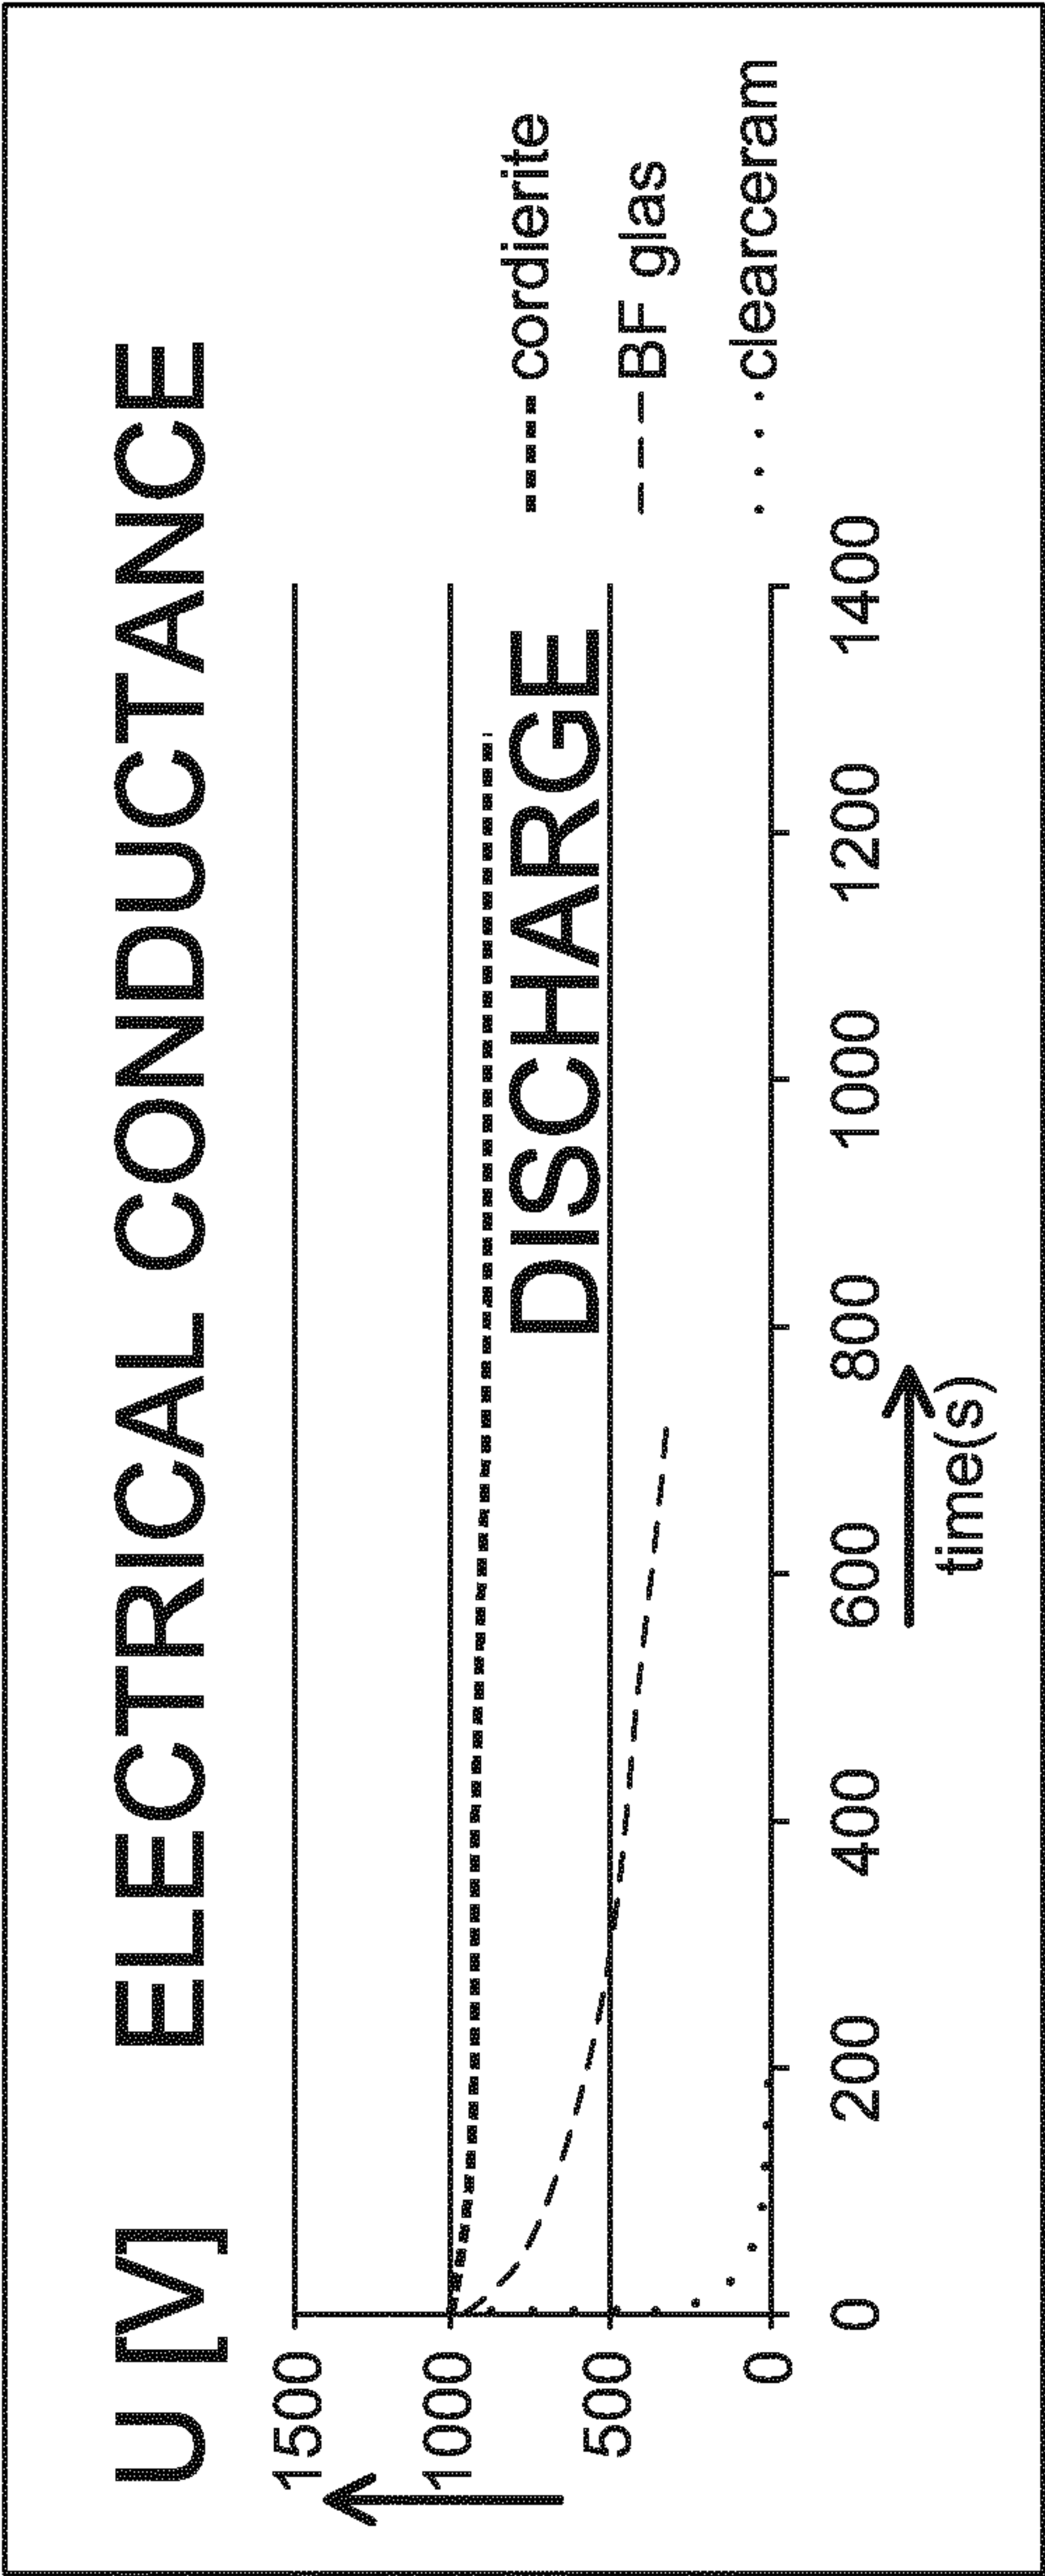 U [V] ELECTRICAL CONDUCTANCE
1500
1000
500
0
DISCHARGE
0 200 400 600 800 1000 1200 1400
time(s)
cordierite
BF glas
clearceram